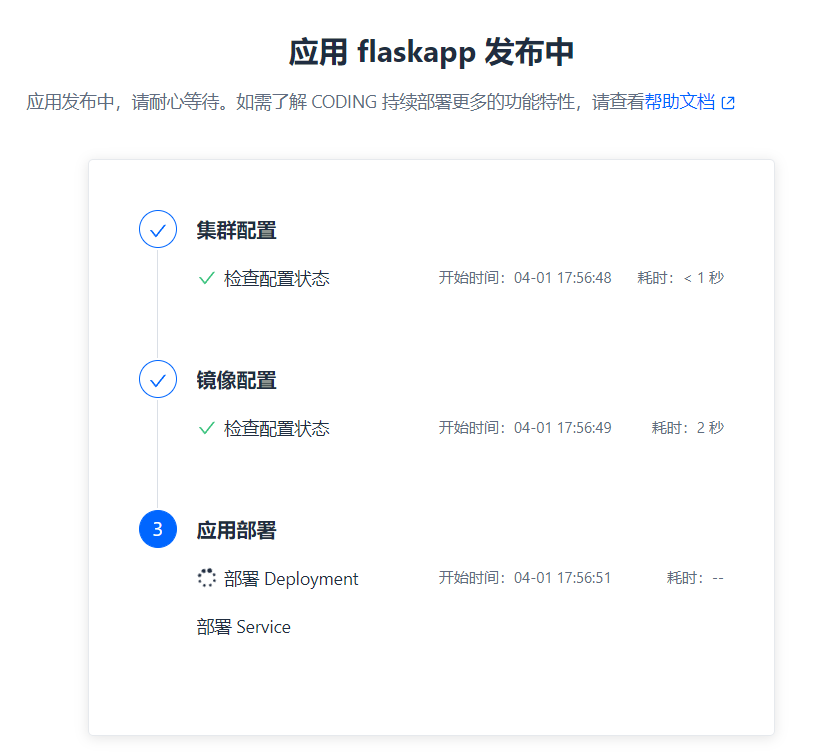 应用 flaskapp 发布中
应用发布中，请耐心等待。如需了解 CODING 持续部署更多的功能特性，请查看帮助文档
集群配置
检查配置状态 开始时间：04-01 17:56:48 耗时：< 1 秒
镜像配置
检查配置状态 开始时间：04-01 17:56:49 耗时：2 秒
3 应用部署
部署 Deployment 开始时间：04-01 17:56:51 耗时：--
部署 Service